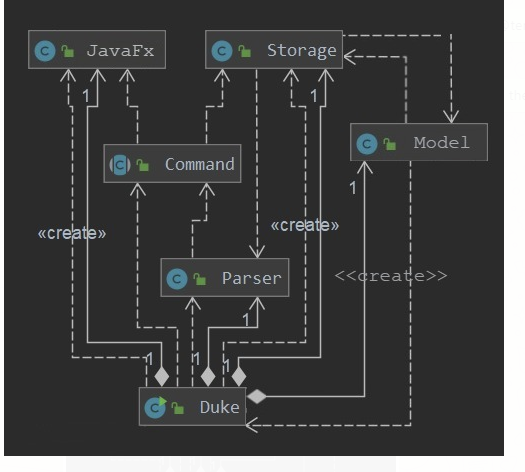 JavaFx
Storage
1
1
Model
Command
1
«create»
«create»
<<create>>
Parser
1
1
1
1
Duke